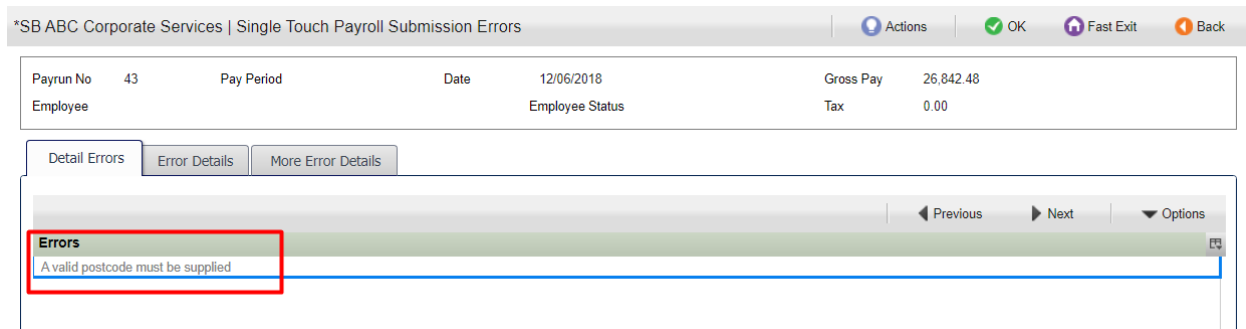 *SB ABC Corporate Services | Single Touch Payroll Submission Errors Actions OK Fast Exit Back
Payrun No 43 Pay Period Date 12/06/2018 Gross Pay 26,842.48
Employee Employee Status Tax 0.00
Detail Errors Error Details More Error Details
Previous Next Options
Errors
A valid postcode must be supplied